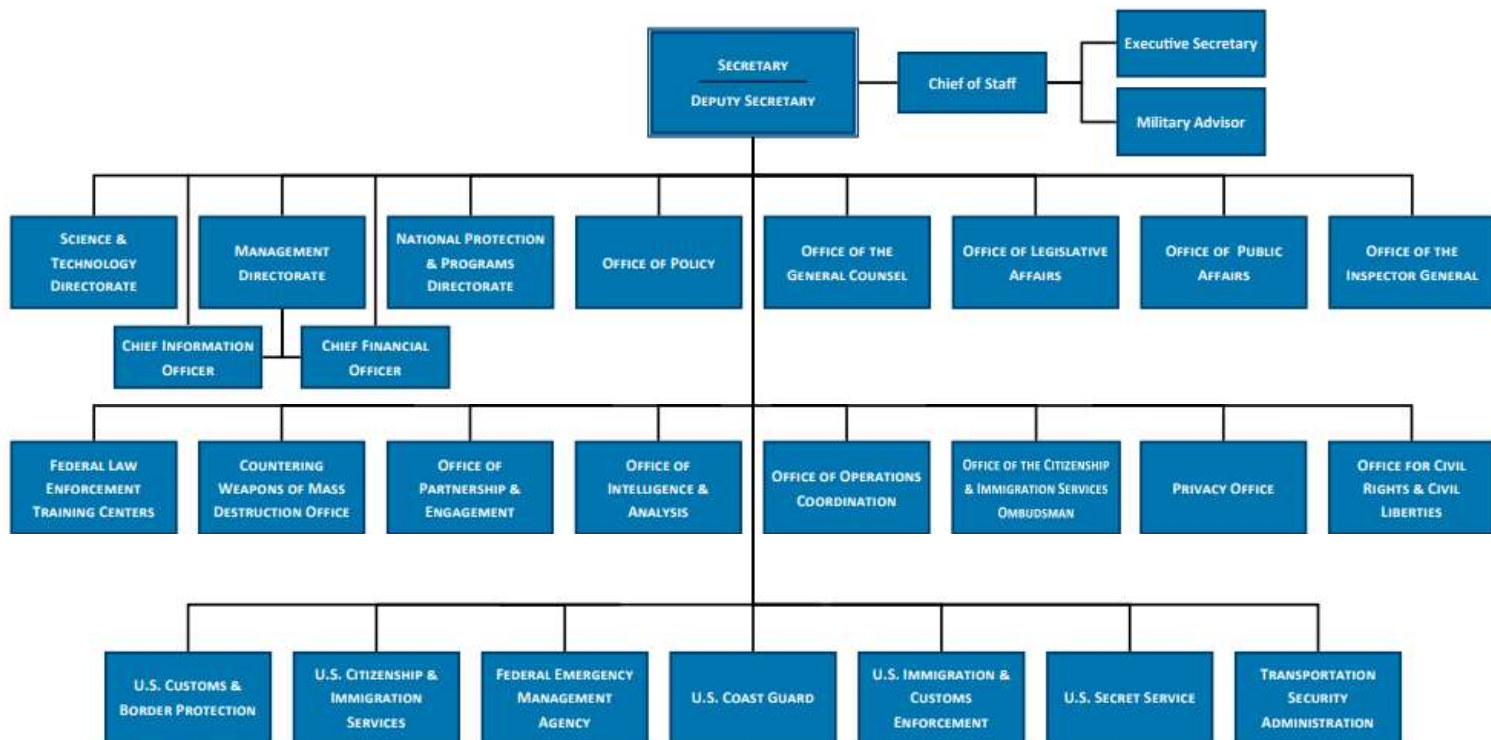 SECRETARY
DEPUTY SECRETARY
Chief of Staff
Executive Secretary
Military Advisor
SCIENCE &
TECHNOLOGY
DIRECTORATE
MANAGEMENT
DIRECTORATE
NATIONAL PROTECTION
& PROGRAMS
DIRECTORATE
OFFICE OF POLICY
OFFICE OF THE
GENERAL COUNSEL
OFFICE OF LEGISLATIVE
AFFAIRS
OFFICE OF PUBLIC
AFFAIRS
OFFICE OF THE
INSPECTOR GENERAL
CHIEF INFORMATION
OFFICER
CHIEF FINANCIAL
OFFICER
FEDERAL LAW
ENFORCEMENT
TRAINING CENTERS
COUNTERING
WEAPONS OF MASS
DESTRUCTION OFFICE
OFFICE OF
PARTNERSHIP &
ENGAGEMENT
OFFICE OF
INTELLIGENCE &
ANALYSIS
OFFICE OF OPERATIONS
COORDINATION
OFFICE OF THE CITIZENSHIP
& IMMIGRATION SERVICES
OMBUDSMAN
PRIVACY OFFICE
OFFICE FOR CIVIL
RIGHTS & CIVIL
LIBERTIES
U.S. CUSTOMS &
BORDER PROTECTION
U.S. CITIZENSHIP &
IMMIGRATION
SERVICES
FEDERAL EMERGENCY
MANAGEMENT
AGENCY
U.S. COAST GUARD
U.S. IMMIGRATION &
CUSTOMS
ENFORCEMENT
U.S. SECRET SERVICE
TRANSPORTATION
SECURITY
ADMINISTRATION